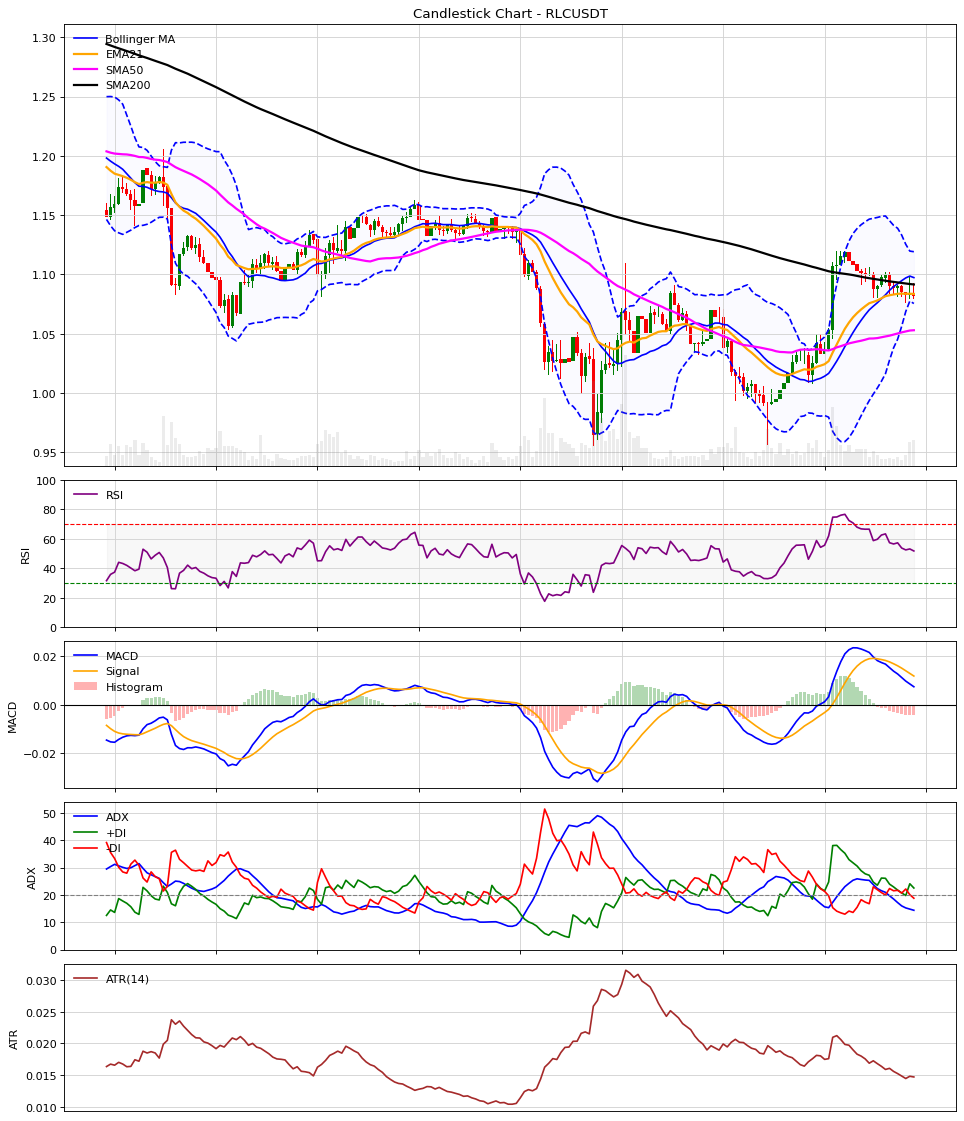 Candlestick Chart - RLCUSDT
Bollinger MA
EMA21
SMA50
SMA200
1.30
1.25
1.20
1.15
1.10
1.05
1.00
0.95
RSI
RSI
100
80
60
40
20
0
MACD
Signal
Histogram
MACD
0.02
0.00
−0.02
ADX
+DI
-DI
ADX
50
40
30
20
10
0
ATR(14)
ATR
0.030
0.025
0.020
0.015
0.010